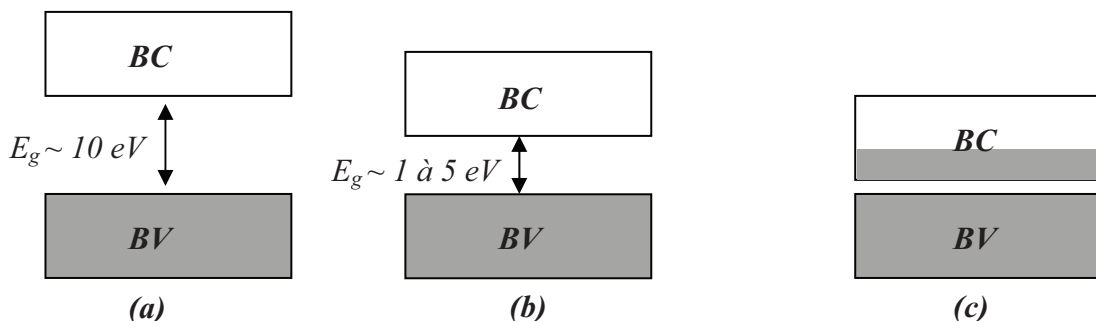 BC
BC
E_g ~ 10 eV
BC
E_g ~ 1 à 5 eV
BV
BV
BV
(a)
(b)
(c)